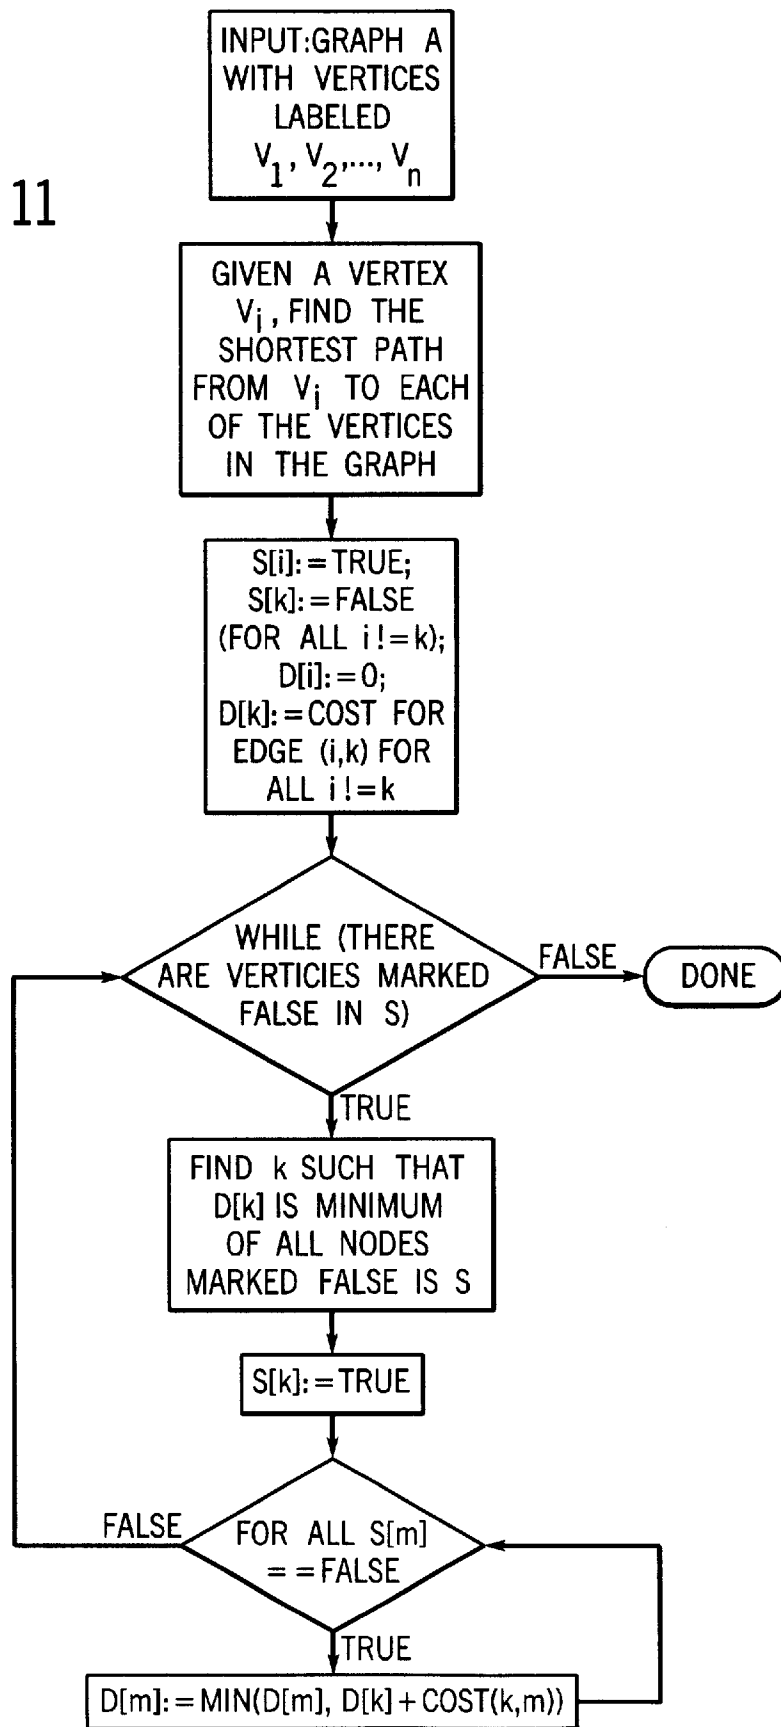 INPUT:GRAPH A
WITH VERTICES
LABELED
V1, V2,..., Vn
11
GIVEN A VERTEX
Vi, FIND THE
SHORTEST PATH
FROM Vi TO EACH
OF THE VERTICES
IN THE GRAPH
S[i]:=TRUE;
S[k]:=FALSE
(FOR ALL i!=k);
D[i]:=0;
D[k]:=COST FOR
EDGE (i,k) FOR
ALL i!=k
WHILE (THERE
ARE VERTICIES MARKED
FALSE IN S)
FALSE
DONE
TRUE
FIND k SUCH THAT
D[k] IS MINIMUM
OF ALL NODES
MARKED FALSE IS S
S[k]:=TRUE
FALSE
FOR ALL S[m]
==FALSE
TRUE
D[m]:=MIN(D[m], D[k]+COST(k,m))